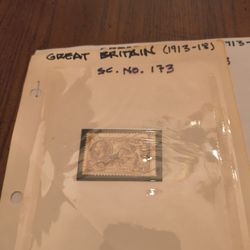 GREAT BRITAIN (1913-18)
SC. NO. 173